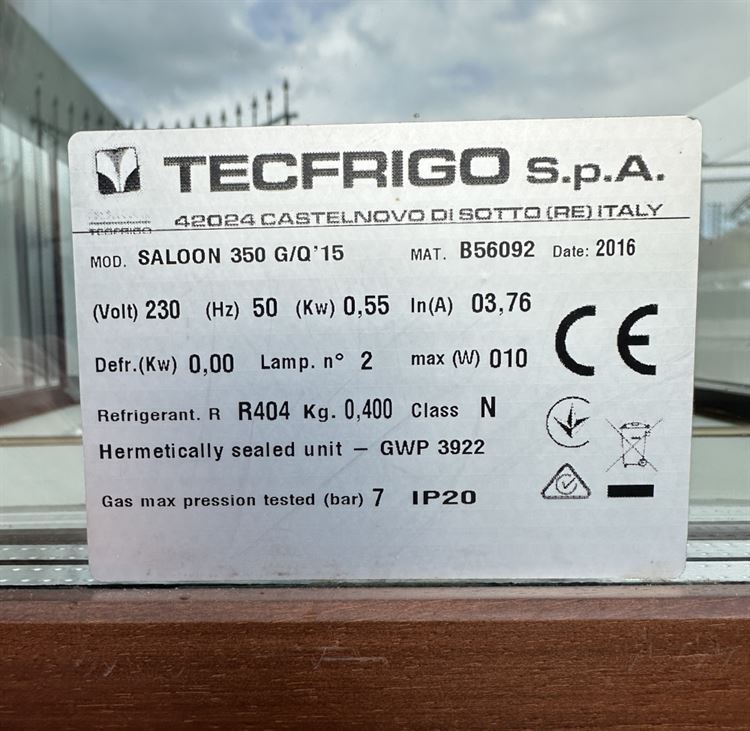 TECFRIGO S.p.A.
TECFRIGO
42024 CASTELNOVO DI SOTTO (RE) ITALY
MOD. SALOON 350 G/Q'15 MAT. B56092 Date: 2016
(Volt) 230 (Hz) 50 (Kw) 0,55 In(A) 03,76
Defr.(Kw) 0,00 Lamp. n° 2 max (W) 010
CE
Refrigerant. R R404 Kg. 0,400 Class N
Hermetically sealed unit – GWP 3922
Gas max pression tested (bar) 7 IP20